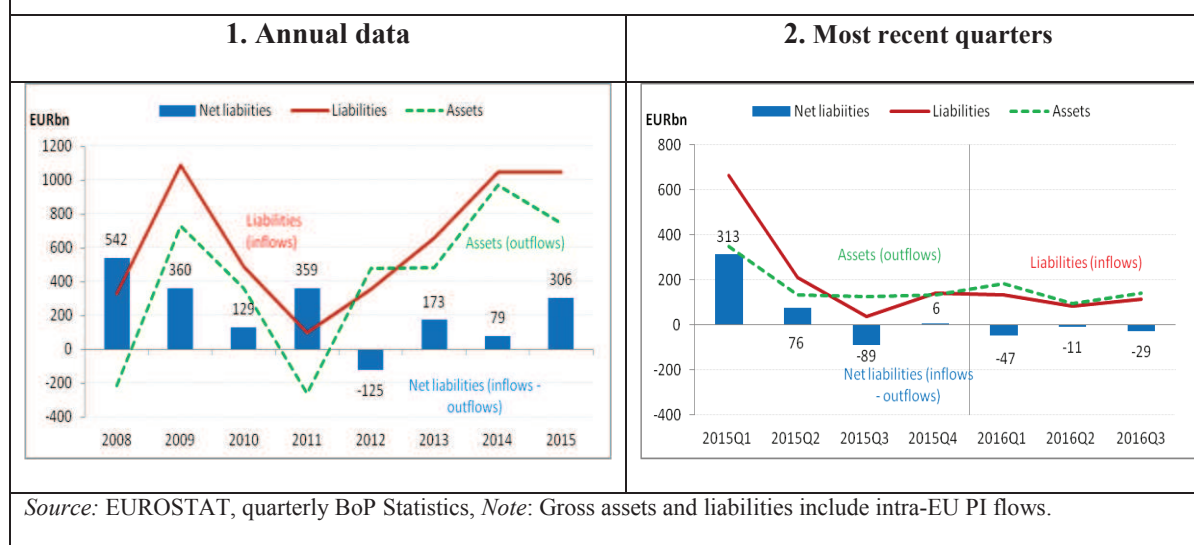 1. Annual data
2. Most recent quarters
Net liabiities Liabilities Assets
EURbn
1200
1000
800
600
400
200
0
-200
-400
542
360
129
359
-125
173
79
306
Liabilities
(inflows)
Assets (outflows)
Net liabilities (inflows -
outflows)
2008 2009 2010 2011 2012 2013 2014 2015
Net liabiities Liabilities Assets
EURbn
800
600
400
200
0
-200
-400
313
76
-89
6
-47
-11
-29
Assets (outflows)
Liabilities (inflows)
Net liabilities (inflows
- outflows)
2015Q1 2015Q2 2015Q3 2015Q4 2016Q1 2016Q2 2016Q3
Source: EUROSTAT, quarterly BoP Statistics, Note: Gross assets and liabilities include intra-EU PI flows.